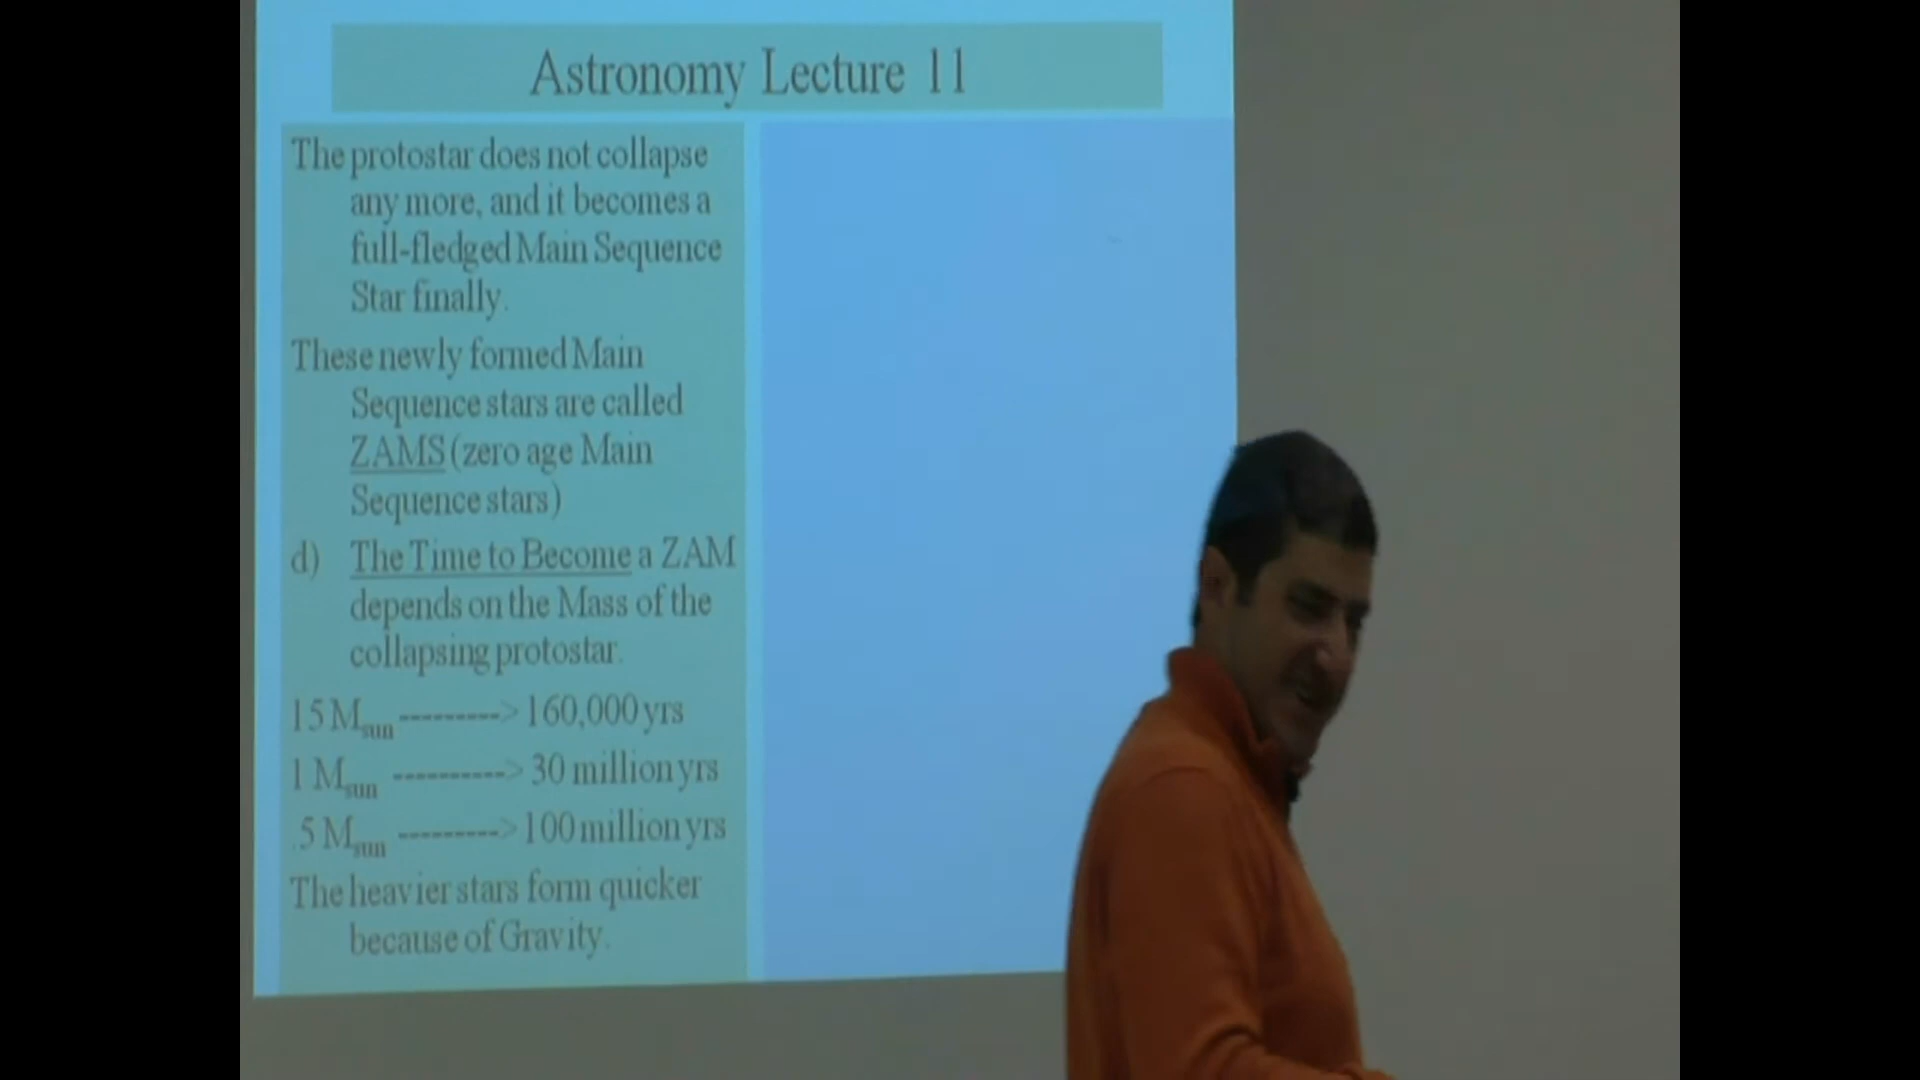 Astronomy Lecture 11
The protostar does not collapse
any more, and it becomes a
full-fledged Main Sequence
Star finally.
These newly formed Main
Sequence stars are called
ZAMS (zero age Main
Sequence stars)
d) The Time to Become a ZAM
depends on the Mass of the
collapsing protostar.
15 Msun ---------> 160,000 yrs
1 Msun ----------> 30 million yrs
.5 Msun ---------> 100 million yrs
The heavier stars form quicker
because of Gravity.